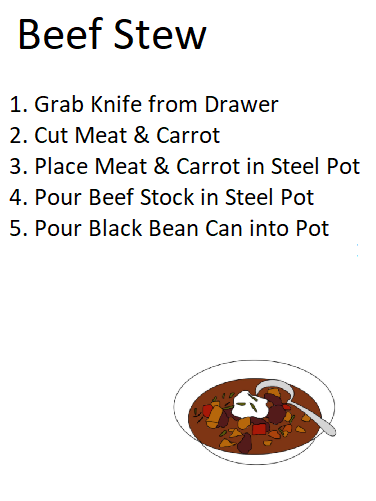 Beef Stew
1. Grab Knife from Drawer
2. Cut Meat & Carrot
3. Place Meat & Carrot in Steel Pot
4. Pour Beef Stock in Steel Pot
5. Pour Black Bean Can into Pot